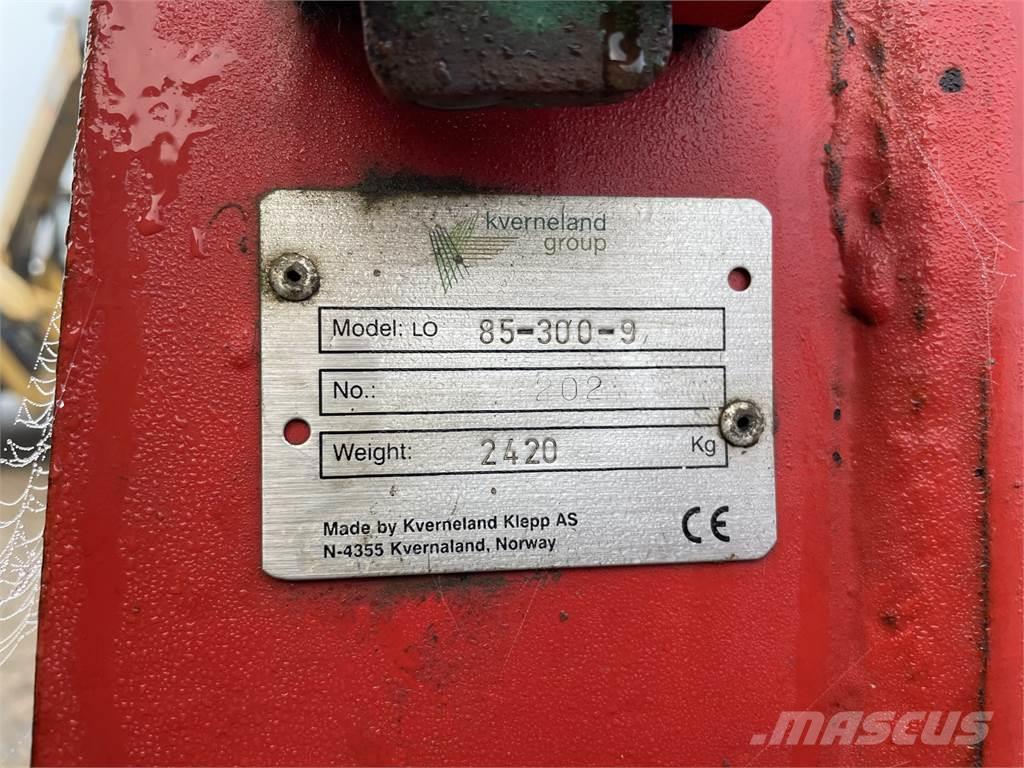 kverneland
group
Model: LO 85-300-9
No.: 202
Weight: 2420 Kg
Made by Kverneland Klepp AS
N-4355 Kvernaland, Norway
CE
MASCUS